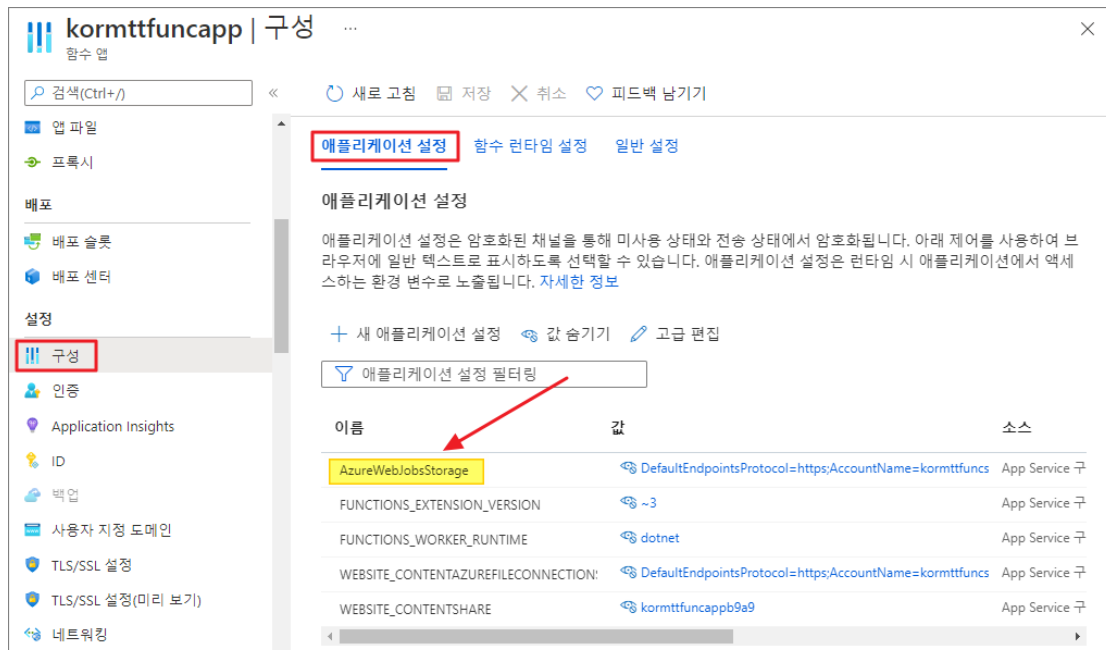 kormttfuncapp | 구성 ...
함수 앱
검색(Ctrl+/)
«
앱 파일
프록시
배포
배포 슬롯
배포 센터
설정
구성
인증
Application Insights
ID
백업
사용자 지정 도메인
TLS/SSL 설정
TLS/SSL 설정(미리 보기)
네트워킹
새로 고침 저장 취소 피드백 남기기
애플리케이션 설정 함수 런타임 설정 일반 설정
애플리케이션 설정
애플리케이션 설정은 암호화된 채널을 통해 미사용 상태와 전송 상태에서 암호화됩니다. 아래 제어를 사용하여 브
라우저에 일반 텍스트로 표시하도록 선택할 수 있습니다. 애플리케이션 설정은 런타임 시 애플리케이션에서 액세
스하는 환경 변수로 노출됩니다. 자세한 정보
새 애플리케이션 설정 값 숨기기 고급 편집
애플리케이션 설정 필터링
이름 값 소스
AzureWebJobsStorage DefaultEndpointsProtocol=https;AccountName=kormttfuncs App Service 구
FUNCTIONS_EXTENSION_VERSION ~3 App Service 구
FUNCTIONS_WORKER_RUNTIME dotnet App Service 구
WEBSITE_CONTENTAZUREFILECONNECTIONS DefaultEndpointsProtocol=https;AccountName=kormttfuncs App Service 구
WEBSITE_CONTENTSHARE kormttfuncappb9a9 App Service 구